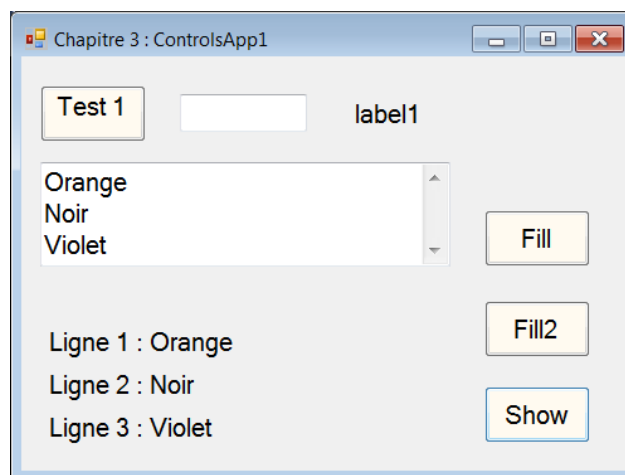 Chapitre 3 : ControlsApp1
Test 1
label1
Orange
Noir
Violet
Fill
Fill2
Ligne 1 : Orange
Ligne 2 : Noir
Ligne 3 : Violet
Show